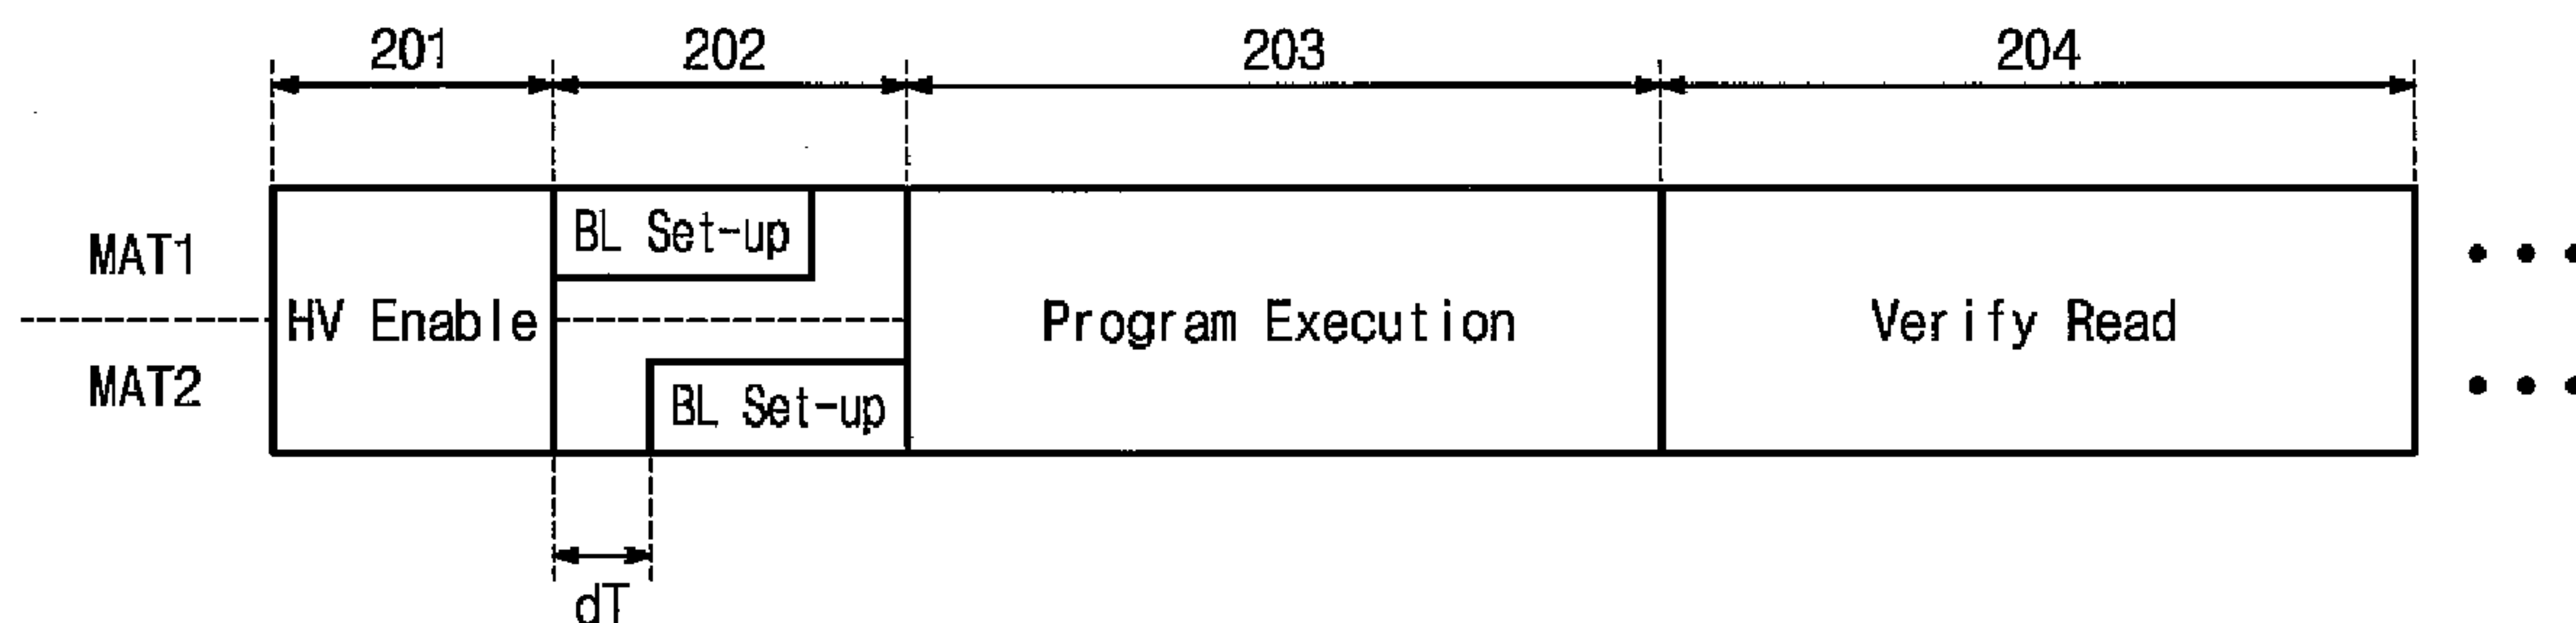 201 202 203 204
BL Set-up
MAT1
HV Enable Program Execution Verify Read
MAT2
BL Set-up
dT